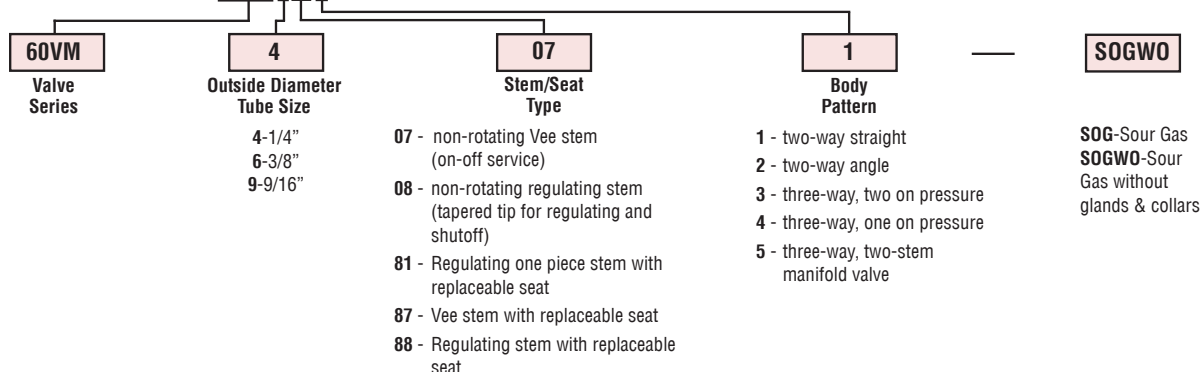 60VM
4
07
1
—
SOGWO
Valve
Series
Outside Diameter
Tube Size
Stem/Seat
Type
Body
Pattern
4-1/4”
6-3/8”
9-9/16”
07 - non-rotating Vee stem
(on-off service)
08 - non-rotating regulating stem
(tapered tip for regulating and
shutoff)
81 - Regulating one piece stem with
replaceable seat
87 - Vee stem with replaceable seat
88 - Regulating stem with replaceable
seat
1 - two-way straight
2 - two-way angle
3 - three-way, two on pressure
4 - three-way, one on pressure
5 - three-way, two-stem
manifold valve
SOG-Sour Gas
SOGWO-Sour
Gas without
glands & collars